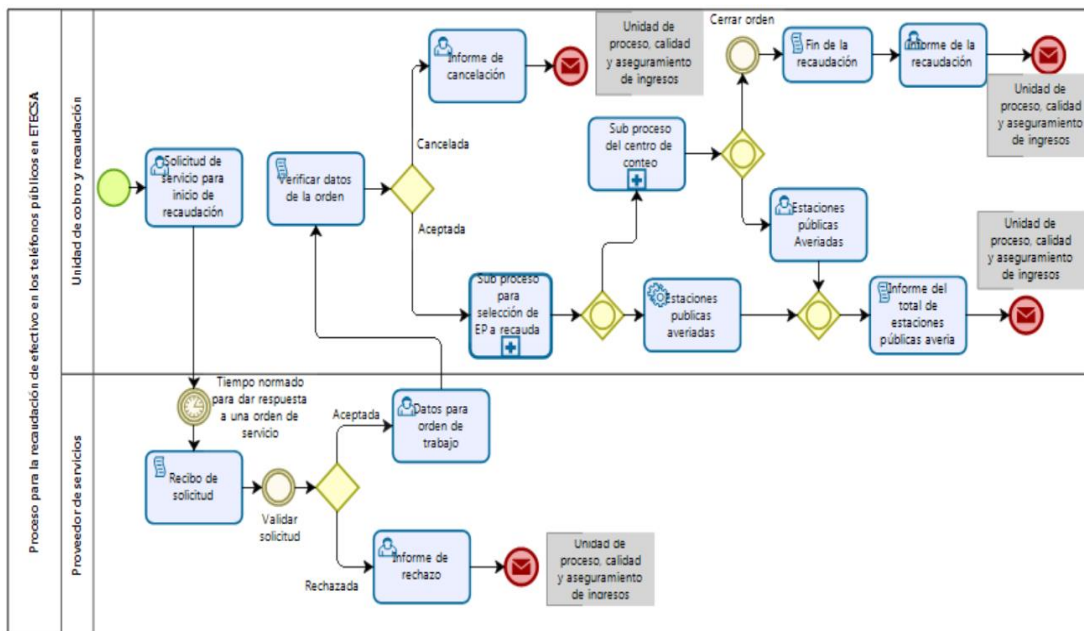 Proceso para la recaudación de efectivo en los teléfonos públicos en ETECSA
Unidad de cobro y recaudación
Solicitud de
servicio para
inicio de
recaudación
Verificar datos
de la orden
Cancelada
Aceptada
Informe de
cancelación
Unidad de
proceso, calidad
y aseguramiento
de ingresos
Sub proceso
para
selección de
EP a recauda
Sub proceso
del centro de
conteo
Estaciones
publicas
averiadas
Cerrar orden
Fin de la
recaudación
Informe de la
recaudación
Unidad de
proceso, calidad
y aseguramiento
de ingresos
Estaciones
públicas
Averiadas
Informe del
total de
estaciones
públicas avería
Unidad de
proceso, calidad
y aseguramiento
de ingresos
Proveedor de servicios
Tiempo normado
para dar respuesta
a una orden de
servicio
Recibo de
solicitud
Validar
solicitud
Aceptada
Rechazada
Datos para
orden de
trabajo
Informe de
rechazo
Unidad de
proceso, calidad
y aseguramiento
de ingresos